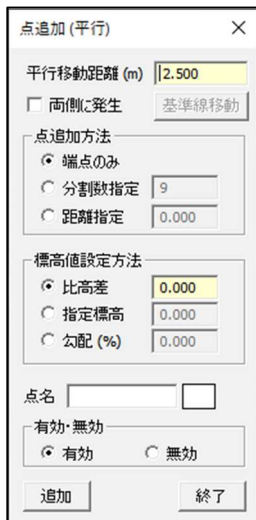 点追加 (平行)
平行移動距離 (m) 2.500
両側に発生 基準線移動
点追加方法
端点のみ
分割数指定 9
距離指定 0.000
標高値設定方法
比高差 0.000
指定標高 0.000
勾配 (%) 0.000
点名
有効・無効
有効 無効
追加 終了